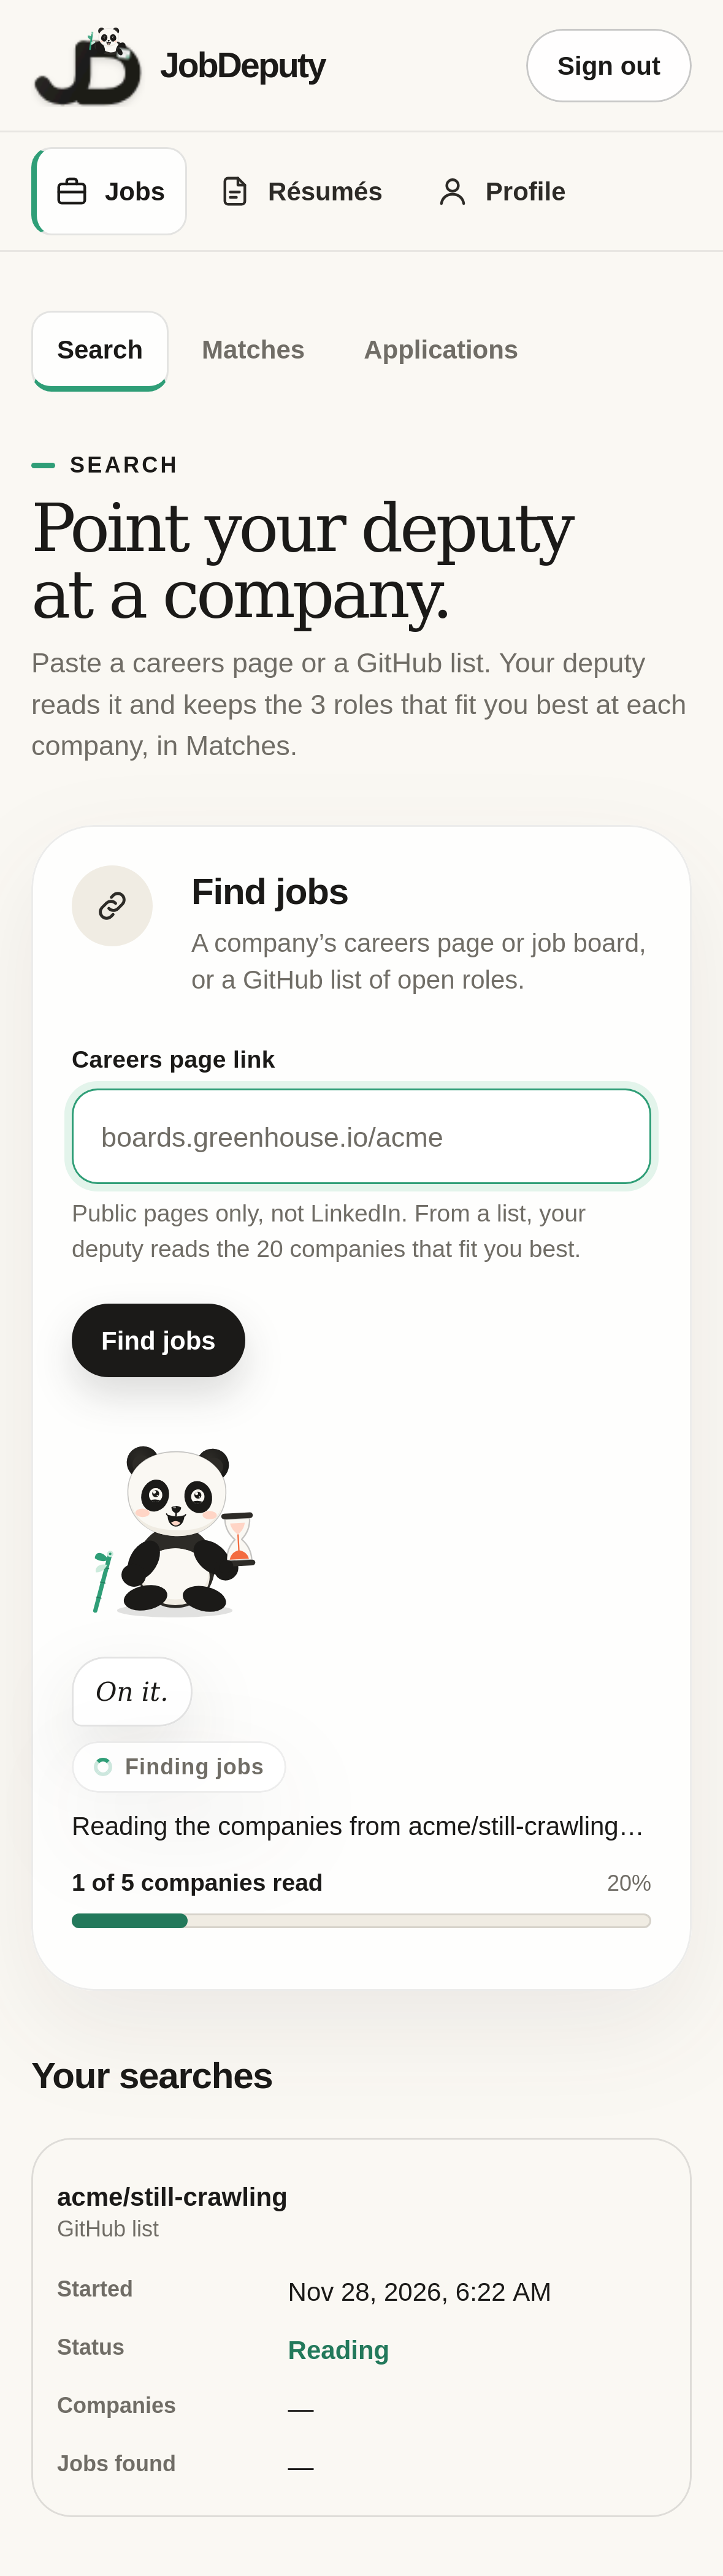 JD
JobDeputy
Sign out
Jobs
Résumés
Profile
Search
Matches
Applications
SEARCH
Point your deputy
at a company.
Paste a careers page or a GitHub list. Your deputy
reads it and keeps the 3 roles that fit you best at each
company, in Matches.
Find jobs
A company’s careers page or job board,
or a GitHub list of open roles.
Careers page link
boards.greenhouse.io/acme
Public pages only, not LinkedIn. From a list, your
deputy reads the 20 companies that fit you best.
Find jobs
On it.
Finding jobs
Reading the companies from acme/still-crawling…
1 of 5 companies read 20%
Your searches
acme/still-crawling
GitHub list
Started Nov 28, 2026, 6:22 AM
Status Reading
Companies —
Jobs found —